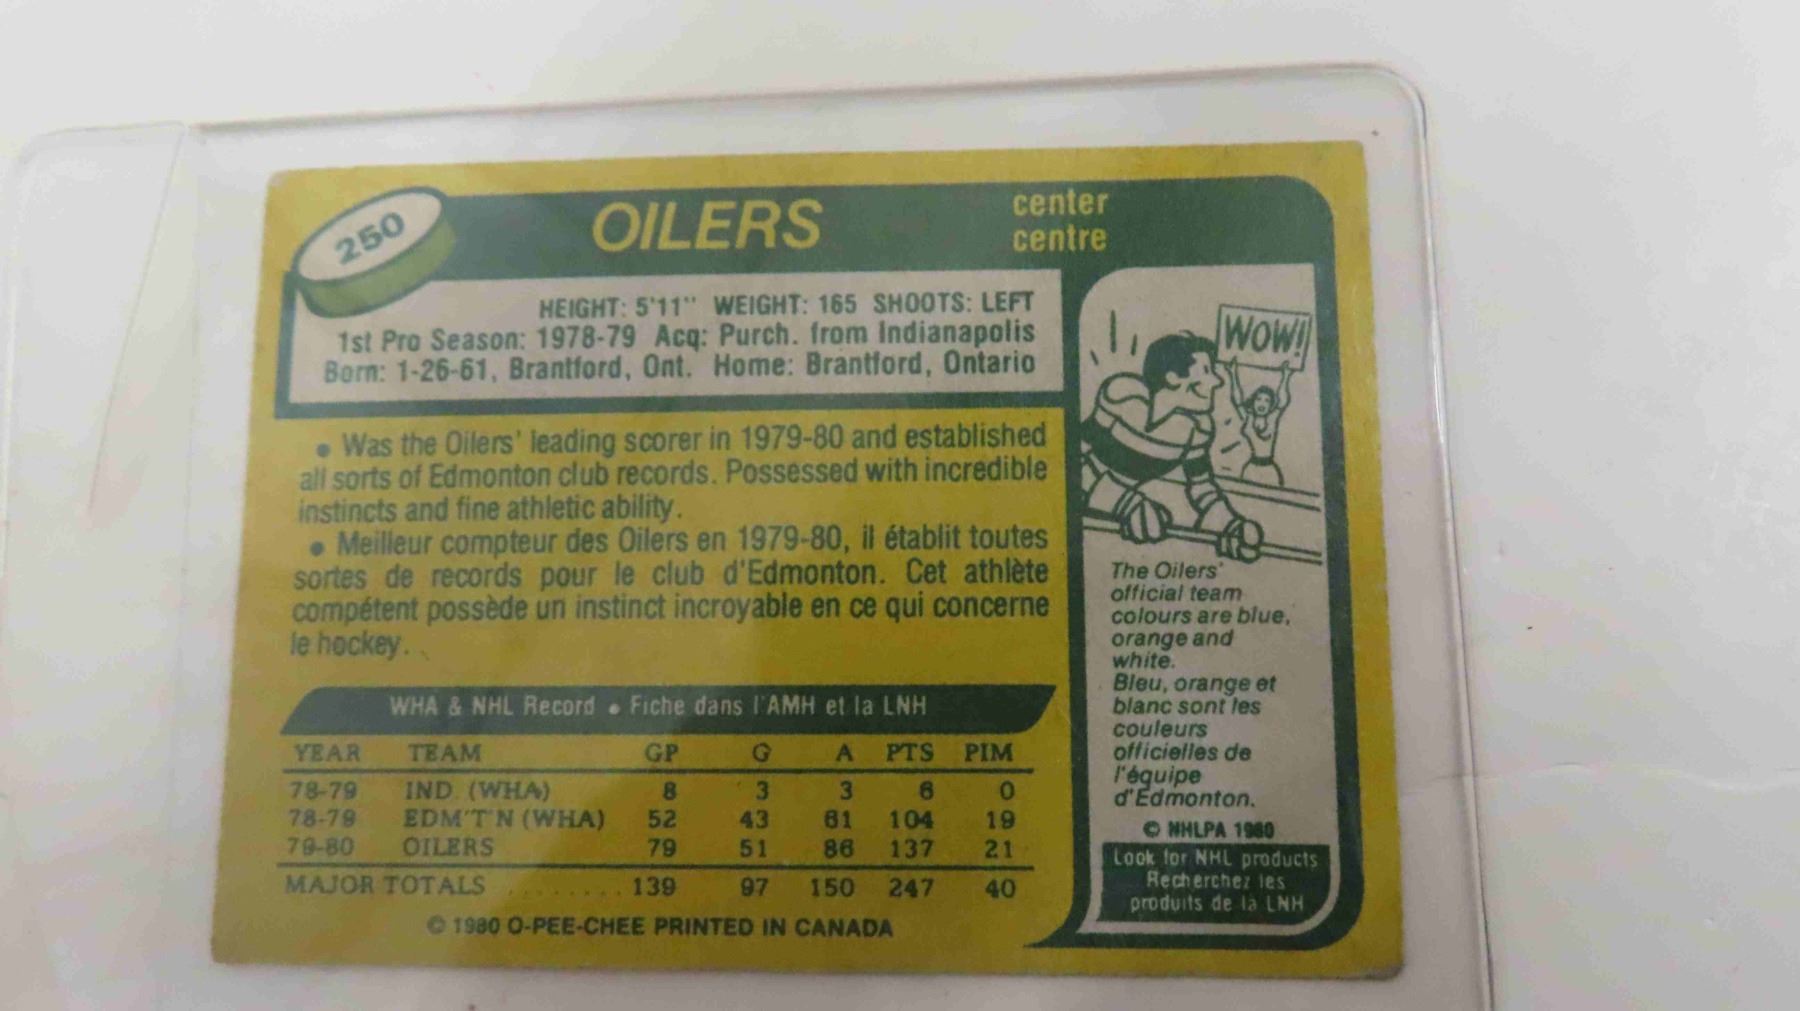 250
OILERS
center
centre
HEIGHT: 5'11" WEIGHT: 165 SHOOTS: LEFT
1st Pro Season: 1978-79 Acq: Purch. from Indianapolis
Born: 1-26-61, Brantford, Ont. Home: Brantford, Ontario
WOW!
• Was the Oilers' leading scorer in 1979-80 and established
all sorts of Edmonton club records. Possessed with incredible
instincts and fine athletic ability.
• Meilleur compteur des Oilers en 1979-80, il établit toutes
sortes de records pour le club d'Edmonton. Cet athlète
compétent possède un instinct incroyable en ce qui concerne
le hockey.
The Oilers'
official team
colours are blue,
orange and
white.
Bleu, orange et
blanc sont les
couleurs
officielles de
l'équipe
d'Edmonton.
© NHLPA 1980
Look for NHL products
Recherchez les
produits de la LNH
WHA & NHL Record • Fiche dans l'AMH et la LNH
YEAR TEAM GP G A PTS PIM
78-79 IND. (WHA) 8 3 3 6 0
78-79 EDM'T'N (WHA) 52 43 61 104 19
79-80 OILERS 79 51 86 137 21
MAJOR TOTALS ........ 139 97 150 247 40
© 1980 O-PEE-CHEE PRINTED IN CANADA